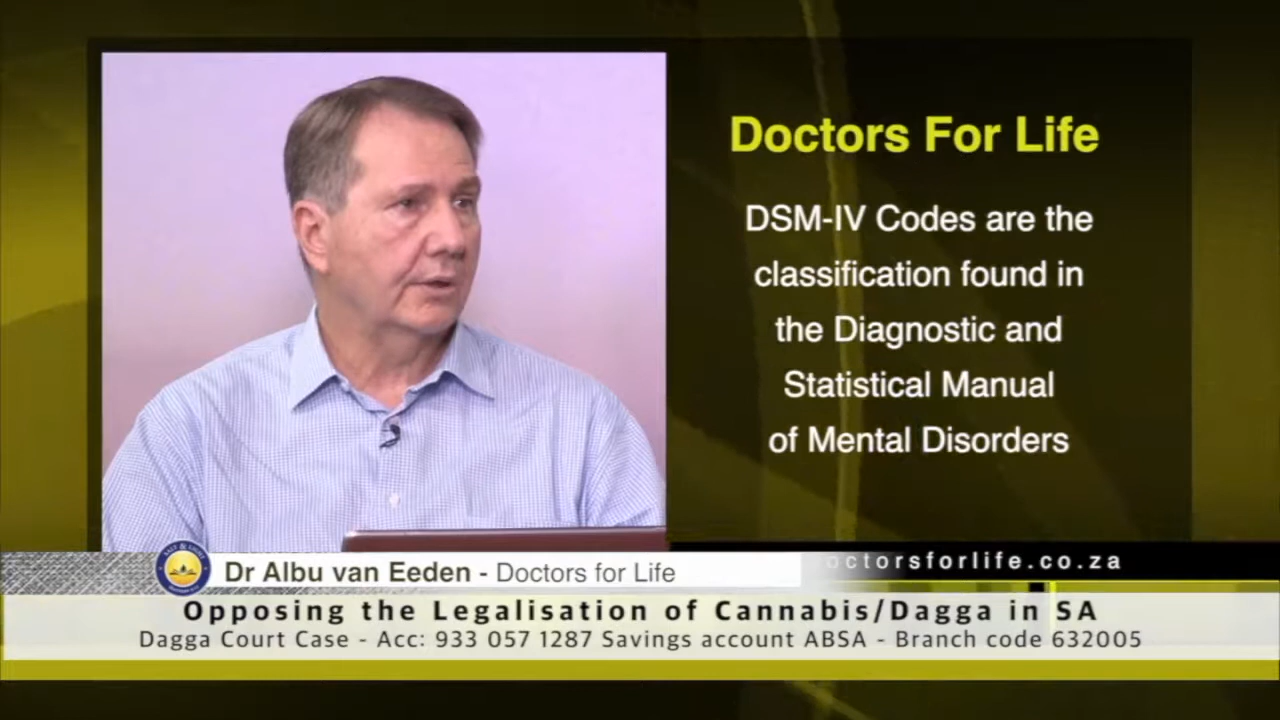 Doctors For Life
DSM-IV Codes are the
classification found in
the Diagnostic and
Statistical Manual
of Mental Disorders
Dr Albu van Eeden - Doctors for Life
octorsforlife.co.za
Opposing the Legalisation of Cannabis/Dagga in SA
Dagga Court Case - Acc: 933 057 1287 Savings account ABSA - Branch code 632005